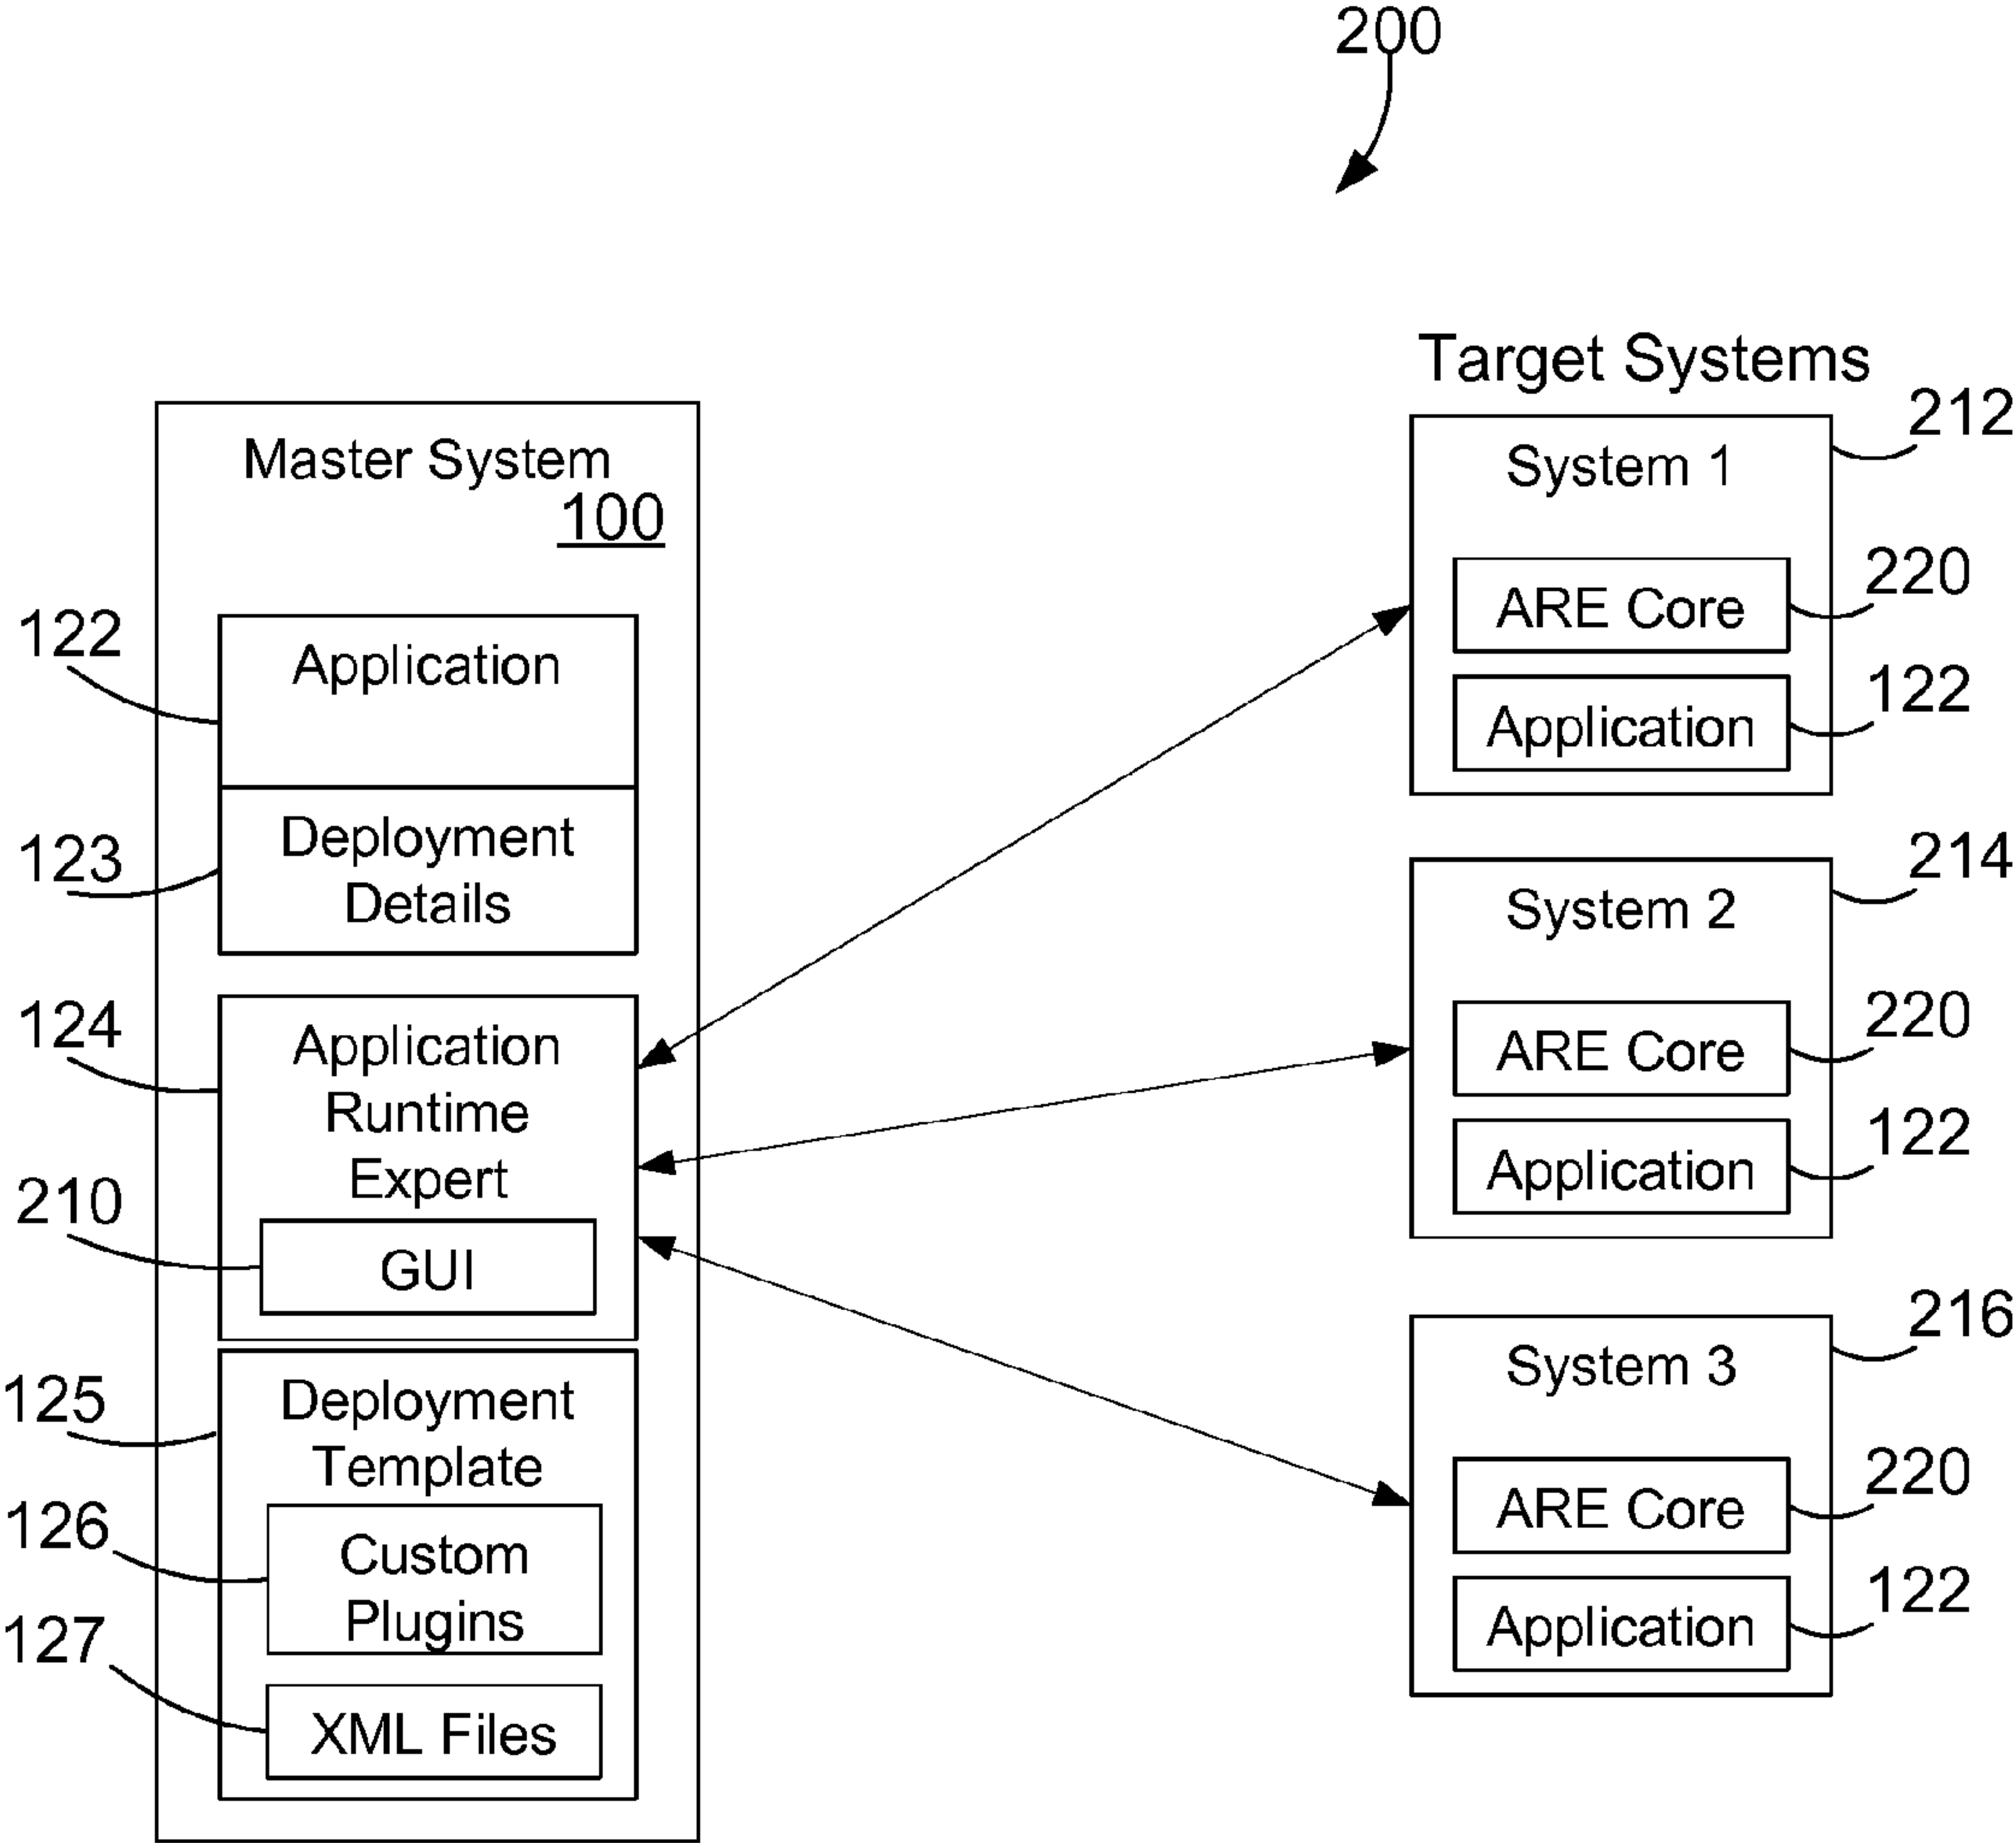 200
Master System
100
122
Application
123
Deployment
Details
124
Application
Runtime
Expert
210
GUI
125
Deployment
Template
126
Custom
Plugins
127
XML Files
Target Systems
212
System 1
220
ARE Core
122
Application
214
System 2
220
ARE Core
122
Application
216
System 3
220
ARE Core
122
Application